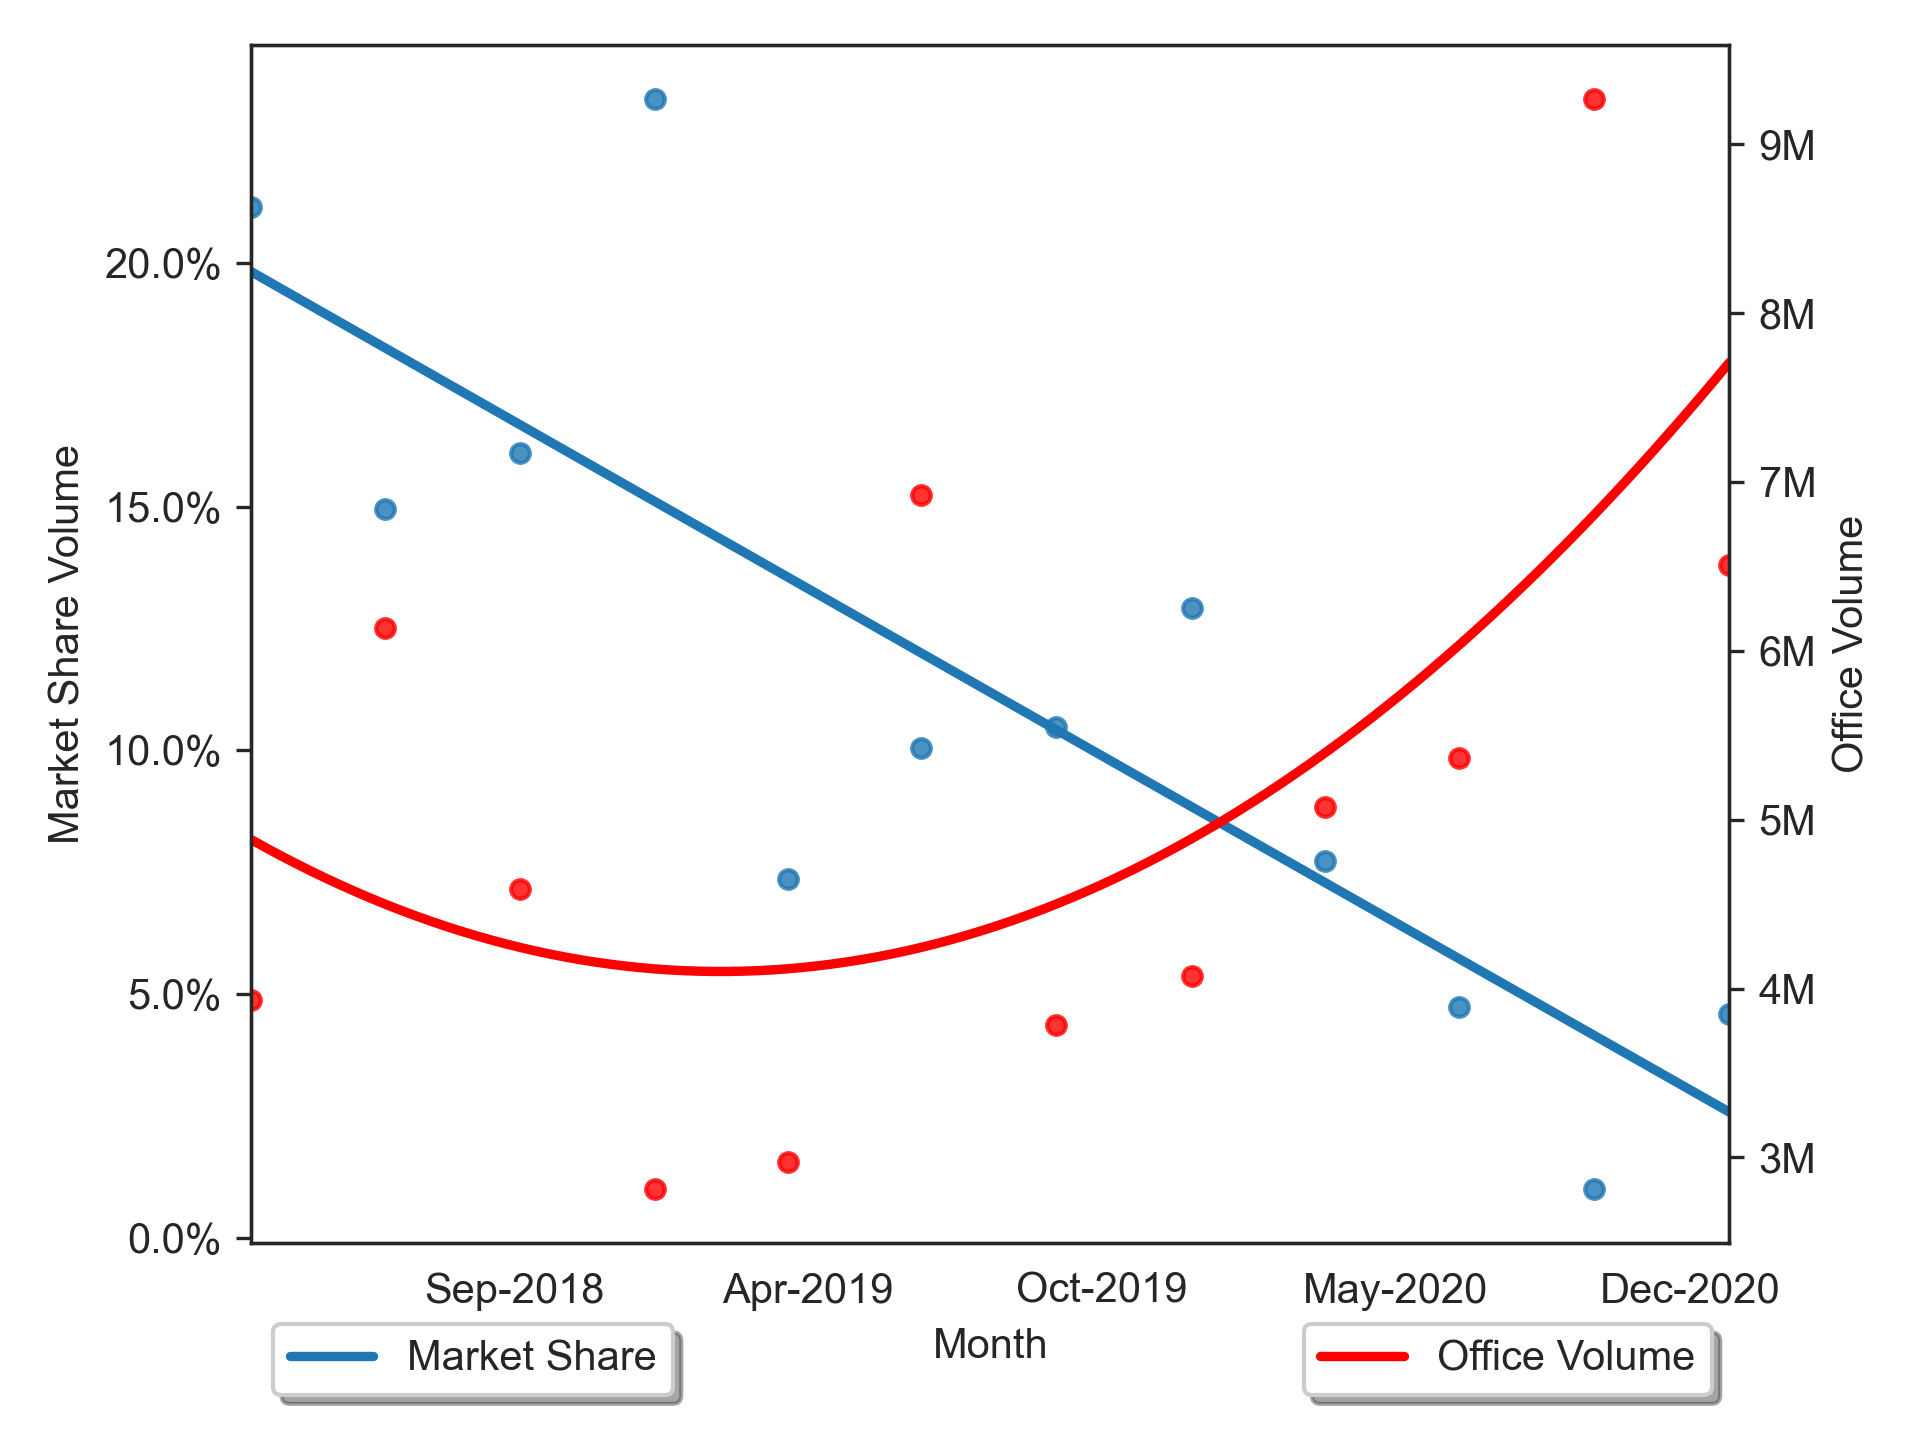 Market Share Volume
20.0%
15.0%
10.0%
5.0%
0.0%
9M
8M
7M
6M
5M
4M
3M
Office Volume
Sep-2018
Apr-2019
Oct-2019
May-2020
Dec-2020
Month
Market Share
Office Volume